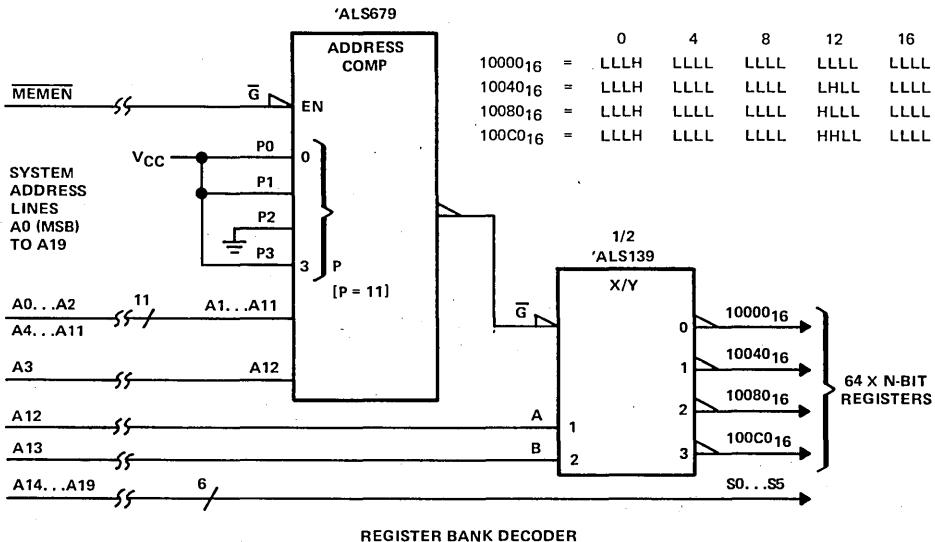 'ALS679
ADDRESS
COMP
MEMEN
G
EN
VCC
P0
0
P1
P2
P3
3
P
[P = 11]
SYSTEM
ADDRESS
LINES
A0 (MSB)
TO A19
A0...A2
11
A1...A11
A4...A11
A3
A12
A12
A
1
A13
B
2
A14...A19
6
S0...S5
0 4 8 12 16
10000₁₆ = LLLH LLLL LLLL LLLL LLLL
10040₁₆ = LLLH LLLL LLLL LHLL LLLL
10080₁₆ = LLLH LLLL LLLL HLLL LLLL
100C0₁₆ = LLLH LLLL LLLL HHLL LLLL
1/2
'ALS139
X/Y
G
0
10000₁₆
1
10040₁₆
2
10080₁₆
3
100C0₁₆
64 X N-BIT
REGISTERS
REGISTER BANK DECODER